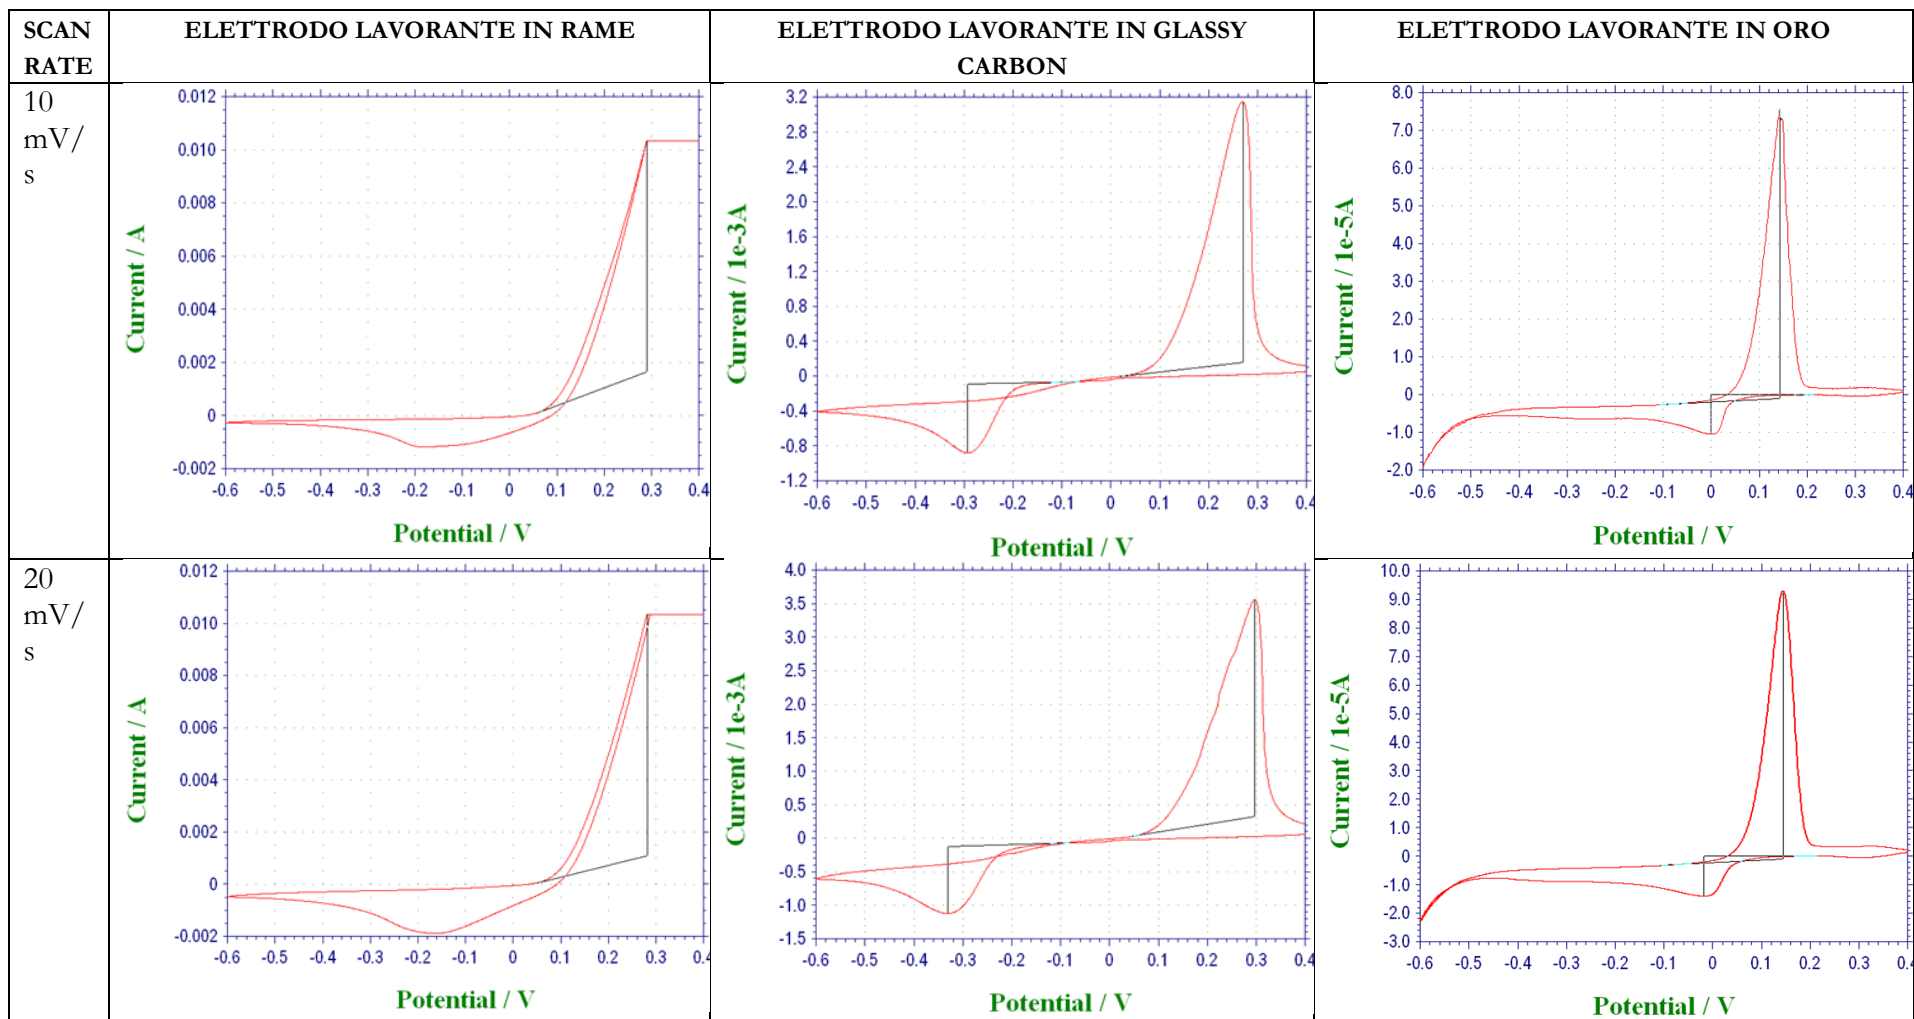 SCAN
RATE
ELETTRODO LAVORANTE IN RAME
ELETTRODO LAVORANTE IN GLASSY
CARBON
ELETTRODO LAVORANTE IN ORO
10
mV/
s
0.012
0.010
0.008
0.006
0.004
0.002
0
-0.002
-0.6 -0.5 -0.4 -0.3 -0.2 -0.1 0 0.1 0.2 0.3 0.4
Current / A
Potential / V
3.2
2.8
2.4
2.0
1.6
1.2
0.8
0.4
0
-0.4
-0.8
-1.2
-0.6 -0.5 -0.4 -0.3 -0.2 -0.1 0 0.1 0.2 0.3 0.4
Current / 1e-3A
Potential / V
8.0
7.0
6.0
5.0
4.0
3.0
2.0
1.0
0
-1.0
-2.0
-0.6 -0.5 -0.4 -0.3 -0.2 -0.1 0 0.1 0.2 0.3 0.4
Current / 1e-5A
Potential / V
20
mV/
s
0.012
0.010
0.008
0.006
0.004
0.002
0
-0.002
-0.6 -0.5 -0.4 -0.3 -0.2 -0.1 0 0.1 0.2 0.3 0.4
Current / A
Potential / V
4.0
3.5
3.0
2.5
2.0
1.5
1.0
0.5
0
-0.5
-1.0
-1.5
-0.6 -0.5 -0.4 -0.3 -0.2 -0.1 0 0.1 0.2 0.3 0.4
Current / 1e-3A
Potential / V
10.0
9.0
8.0
7.0
6.0
5.0
4.0
3.0
2.0
1.0
0
-1.0
-2.0
-3.0
-0.6 -0.5 -0.4 -0.3 -0.2 -0.1 0 0.1 0.2 0.3 0.4
Current / 1e-5A
Potential / V